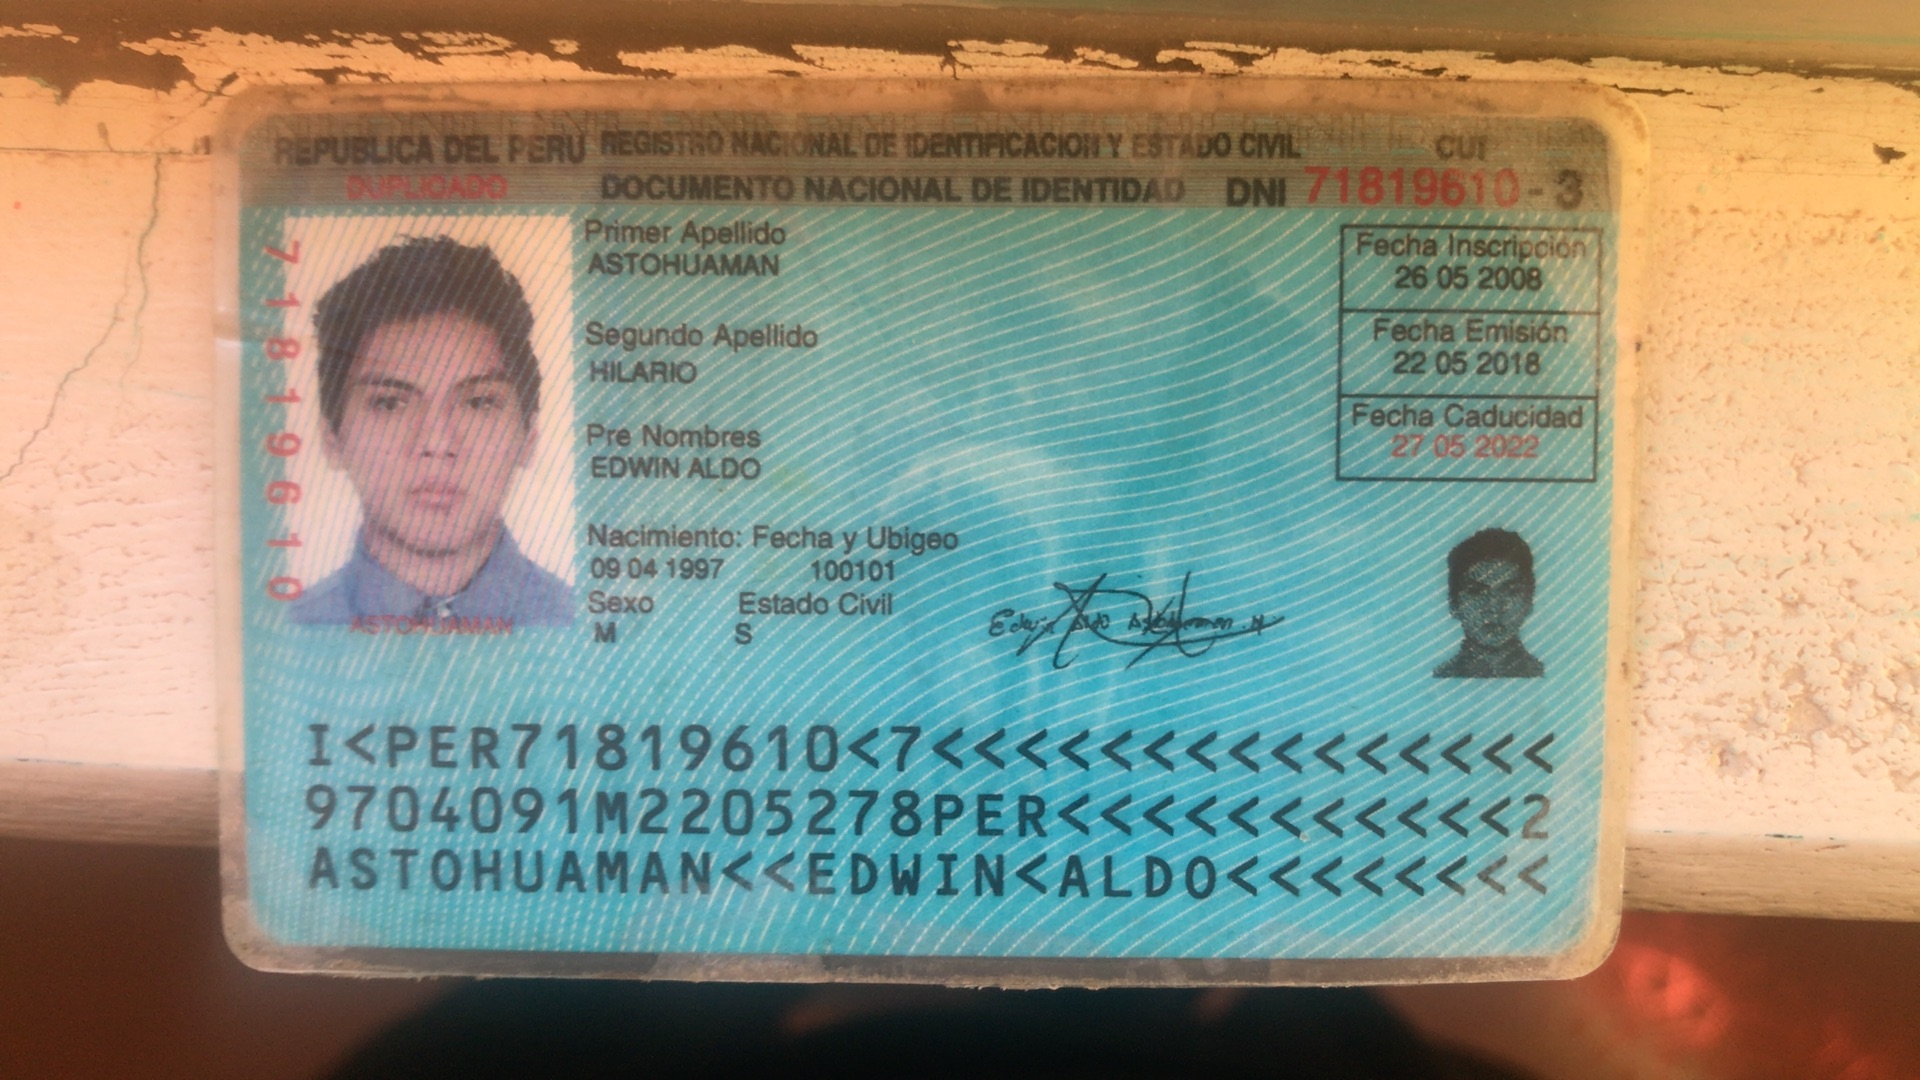 REPUBLICA DEL PERU REGISTRO NACIONAL DE IDENTIFICACION Y ESTADO CIVIL CUI
DUPLICADO DOCUMENTO NACIONAL DE IDENTIDAD DNI 71819610 - 3
71819610
Primer Apellido
ASTOHUAMAN
Segundo Apellido
HILARIO
Pre Nombres
EDWIN ALDO
Nacimiento: Fecha y Ubigeo
09 04 1997 100101
Sexo Estado Civil
M S
ASTOHUAMAN
Fecha Inscripción
26 05 2008
Fecha Emisión
22 05 2018
Fecha Caducidad
27 05 2022
Edwin Aldo Astohuaman .H
I<PER71819610<7<<<<<<<<<<<<<<<
9704091M2205278PER<<<<<<<<<<<2
ASTOHUAMAN<<EDWIN<ALDO<<<<<<<<